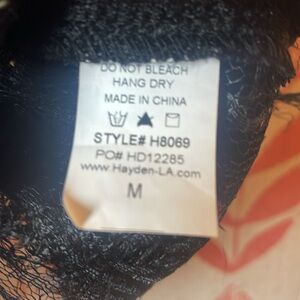 DO NOT BLEACH
HANG DRY
MADE IN CHINA
STYLE# H8069
PO# HD12285
www.Hayden-LA.com
M